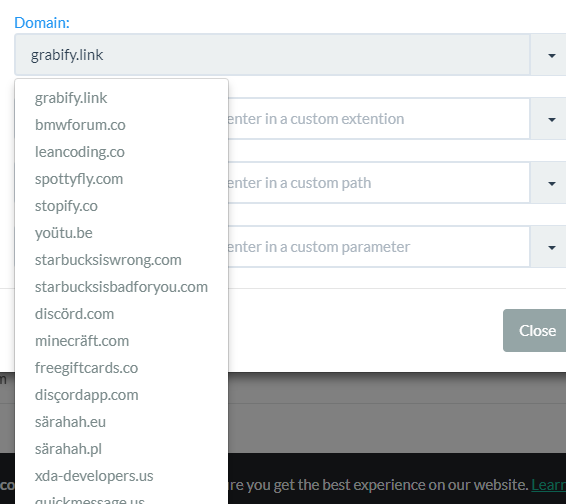 Domain:
grabify.link
grabify.link
bmwforum.co
enter in a custom extention
leancoding.co
spottyfly.com
enter in a custom path
stopify.co
yoütu.be
enter in a custom parameter
starbucksiswrong.com
starbucksisbadforyou.com
discörd.com
Close
minecräft.com
freegiftcards.co
m
disçordapp.com
särahah.eu
särahah.pl
xda-developers.us
co
ure you get the best experience on our website. Learn
quickmessage.us